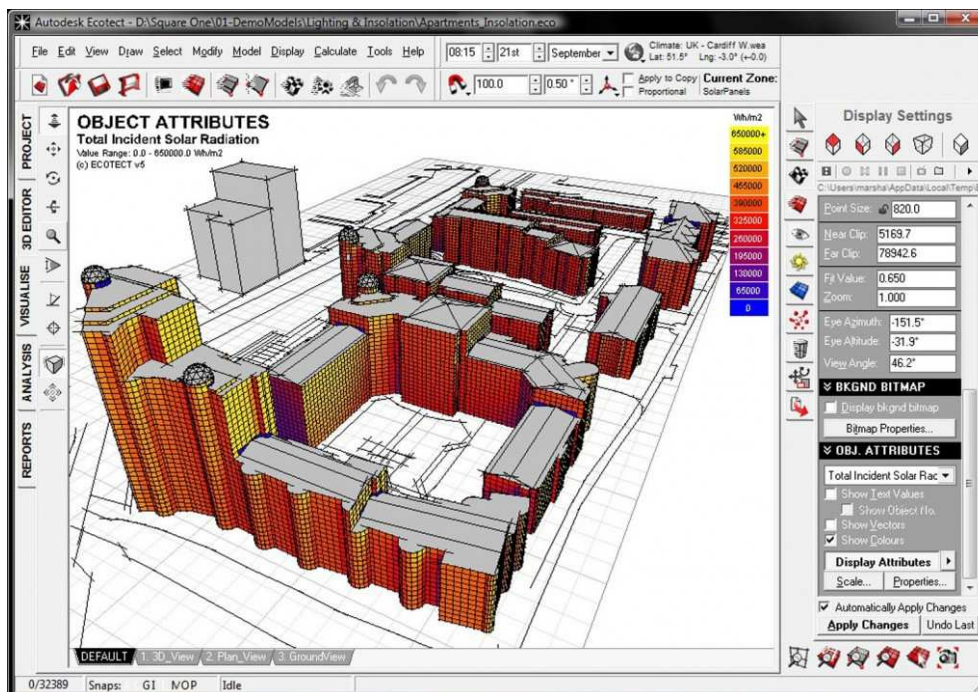 Autodesk Ecotect - D:\Square One\01-DemoModels\Lighting & Insolation\Apartments_Insolation.eco
File Edit View Draw Select Modify Model Display Calculate Tools Help
08:15 21st September
Climate: UK - Cardiff W.wea
Lat: 51.5° Lng: -3.0° (+-0.0)
100.0 0.50 °
Apply to Copy
Proportional
Current Zone:
SolarPanels
PROJECT
3D EDITOR
VISUALISE
ANALYSIS
REPORTS
OBJECT ATTRIBUTES
Total Incident Solar Radiation
Value Range: 0.0 - 650000.0 Wh/m2
(c) ECOTECT v5
Wh/m2
650000+
585000
520000
455000
390000
325000
260000
195000
130000
65000
0
Display Settings
C:\Users\marsha\AppData\Local\Temp\
Point Size: 820.0
Near Clip: 5169.7
Far Clip: 78942.6
Fit Value: 0.650
Zoom: 1.000
Eye Azimuth: -151.5°
Eye Altitude: -31.9°
View Angle: 46.2°
BKGND BITMAP
Display bkgnd bitmap
Bitmap Properties...
OBJ. ATTRIBUTES
Total Incident Solar Rac
Show Text Values
Show Object No.
Show Vectors
Show Colours
Display Attributes
Scale... Properties...
Automatically Apply Changes
Apply Changes Undo Last
DEFAULT 1. 3D_View 2. Plan_View 3. GroundView
0/32389 Snaps: GI MOP Idle